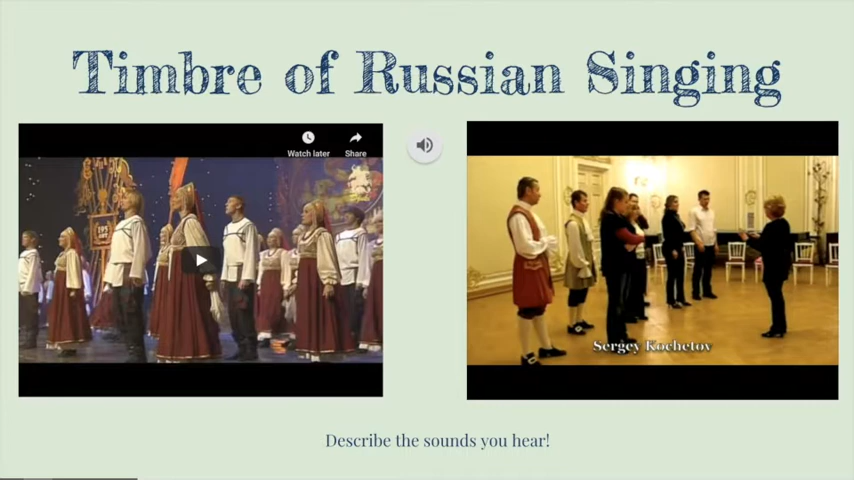 Timbre of Russian Singing
Watch later
Share
Sergey Kochetov
Describe the sounds you hear!